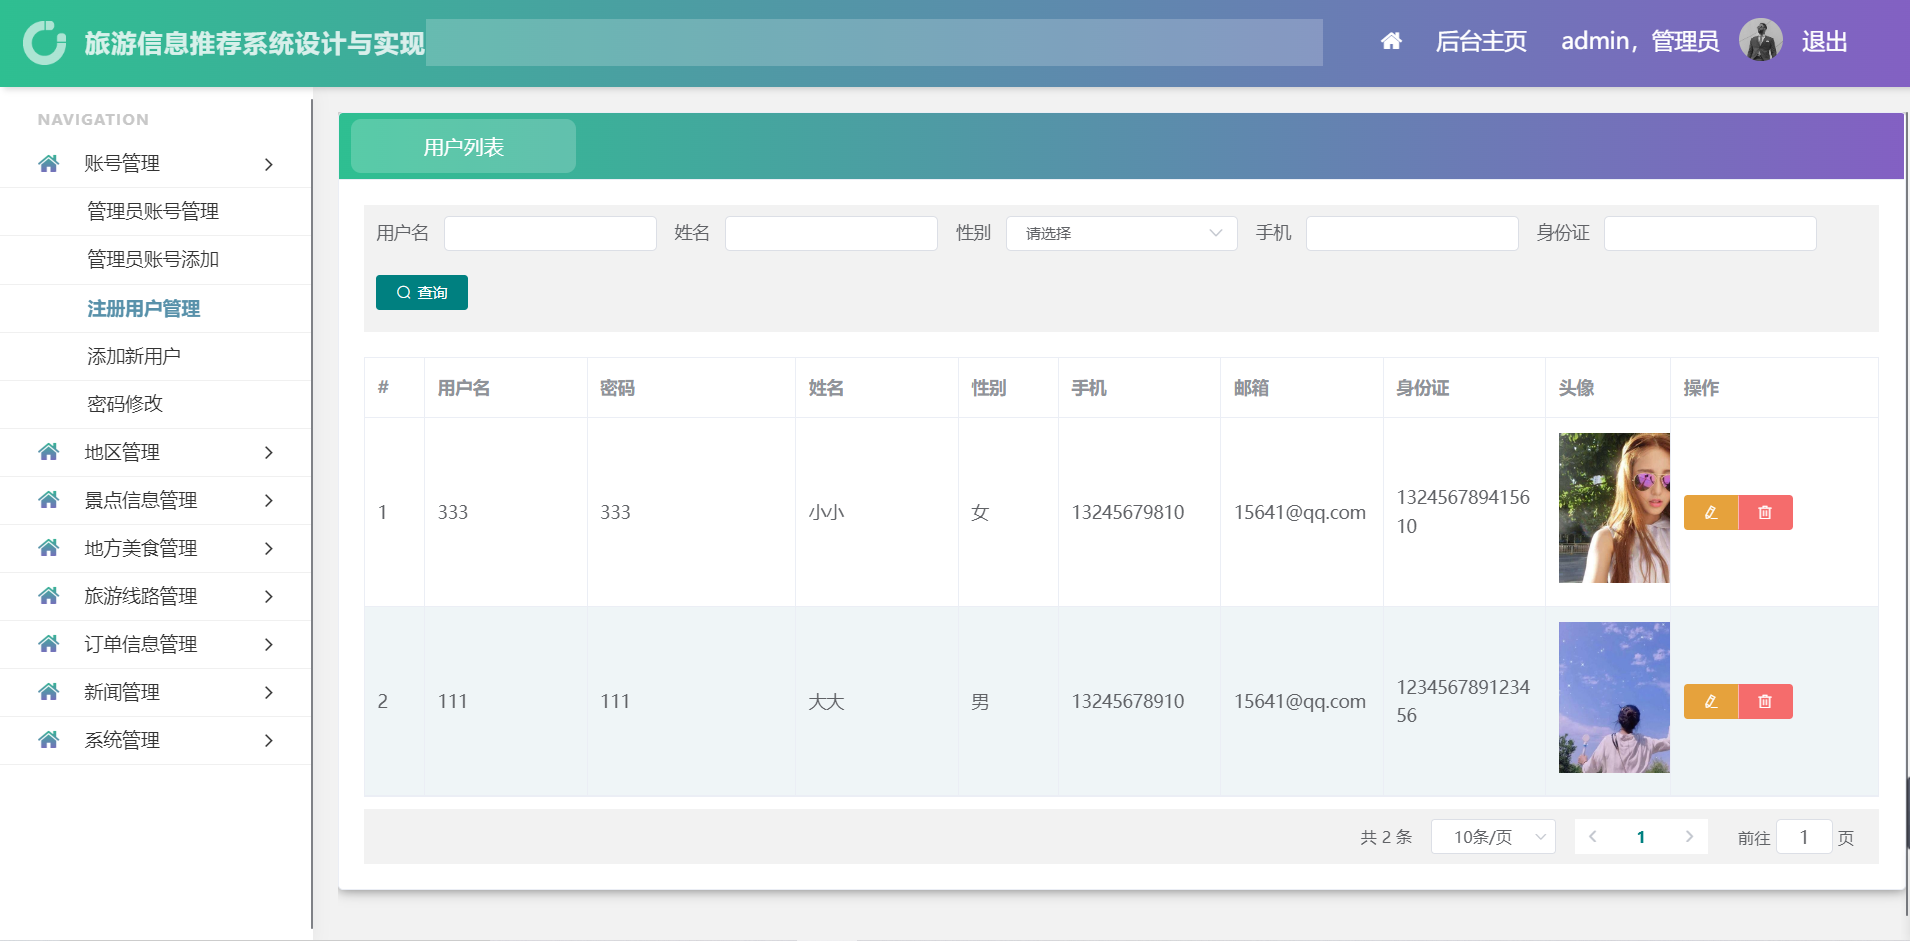 旅游信息推荐系统设计与实现
后台主页 admin，管理员 退出
NAVIGATION
账号管理
管理员账号管理
管理员账号添加
注册用户管理
添加新用户
密码修改
地区管理
景点信息管理
地方美食管理
旅游线路管理
订单信息管理
新闻管理
系统管理
用户列表
用户名 姓名 性别 请选择 手机 身份证
查询
# 用户名 密码 姓名 性别 手机 邮箱 身份证 头像 操作
1 333 333 小小 女 13245679810 15641@qq.com 1324567894156
10
2 111 111 大大 男 13245678910 15641@qq.com 1234567891234
56
共 2 条 10条/页 1 前往 1 页